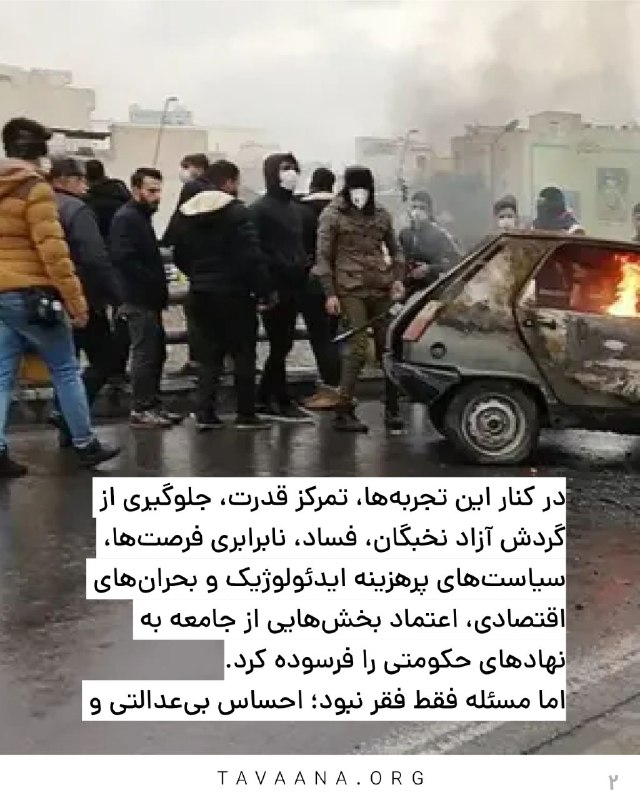 در کنار این تجربه‌ها، تمرکز قدرت، جلوگیری از
گردش آزاد نخبگان، فساد، نابرابری فرصت‌ها،
سیاست‌های پرهزینه ایدئولوژیک و بحران‌های
اقتصادی، اعتماد بخش‌هایی از جامعه به
نهادهای حکومتی را فرسوده کرد.
اما مسئله فقط فقر نبود؛ احساس بی‌عدالتی و
TAVAANA.ORG
۲